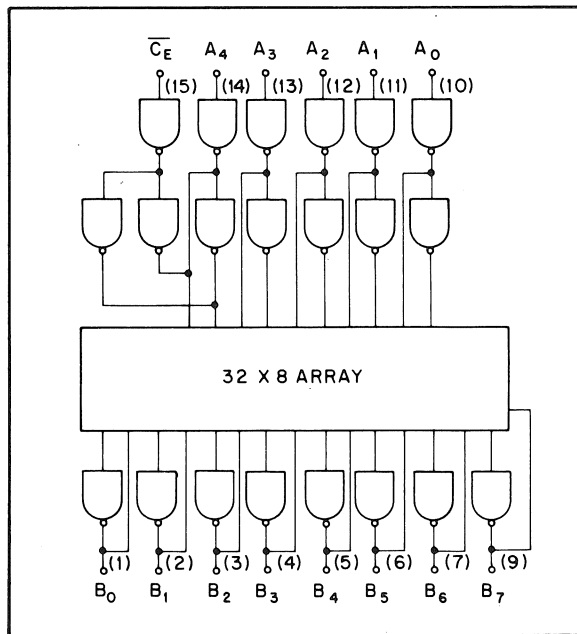 C̅E̅ A4 A3 A2 A1 A0
(15) (14) (13) (12) (11) (10)
32 X 8 ARRAY
(1) (2) (3) (4) (5) (6) (7) (9)
B0 B1 B2 B3 B4 B5 B6 B7